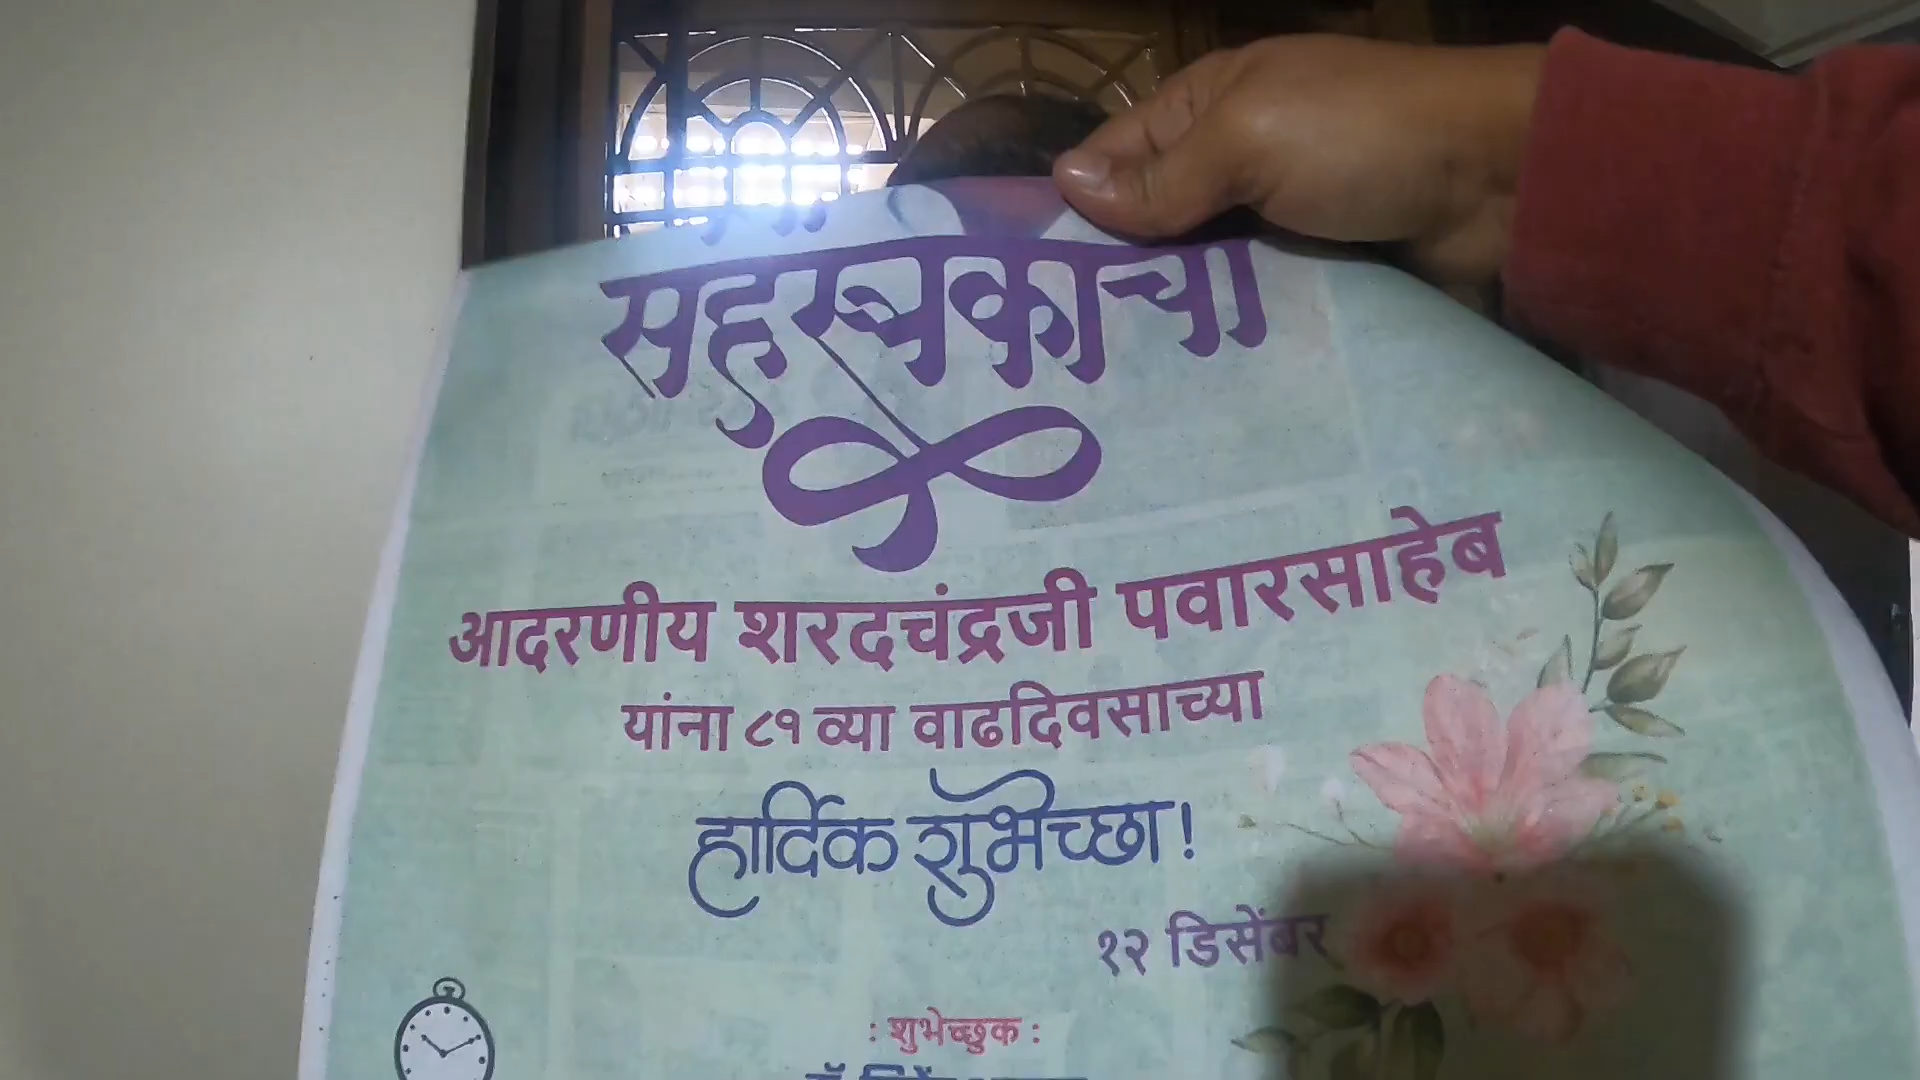 सहस्त्रकाचा
आदरणीय शरदचंद्रजी पवारसाहेब
यांना ८१ व्या वाढदिवसाच्या
हार्दिक शुभेच्छा!
१२ डिसेंबर
: शुभेच्छुक :